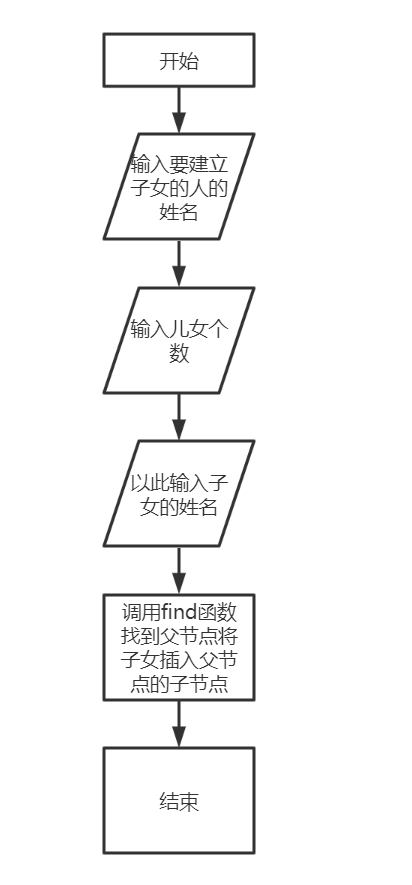 开始
输入要建立
子女的人的
姓名
输入儿女个
数
以此输入子
女的姓名
调用find函数
找到父节点将
子女插入父节
点的子节点
结束